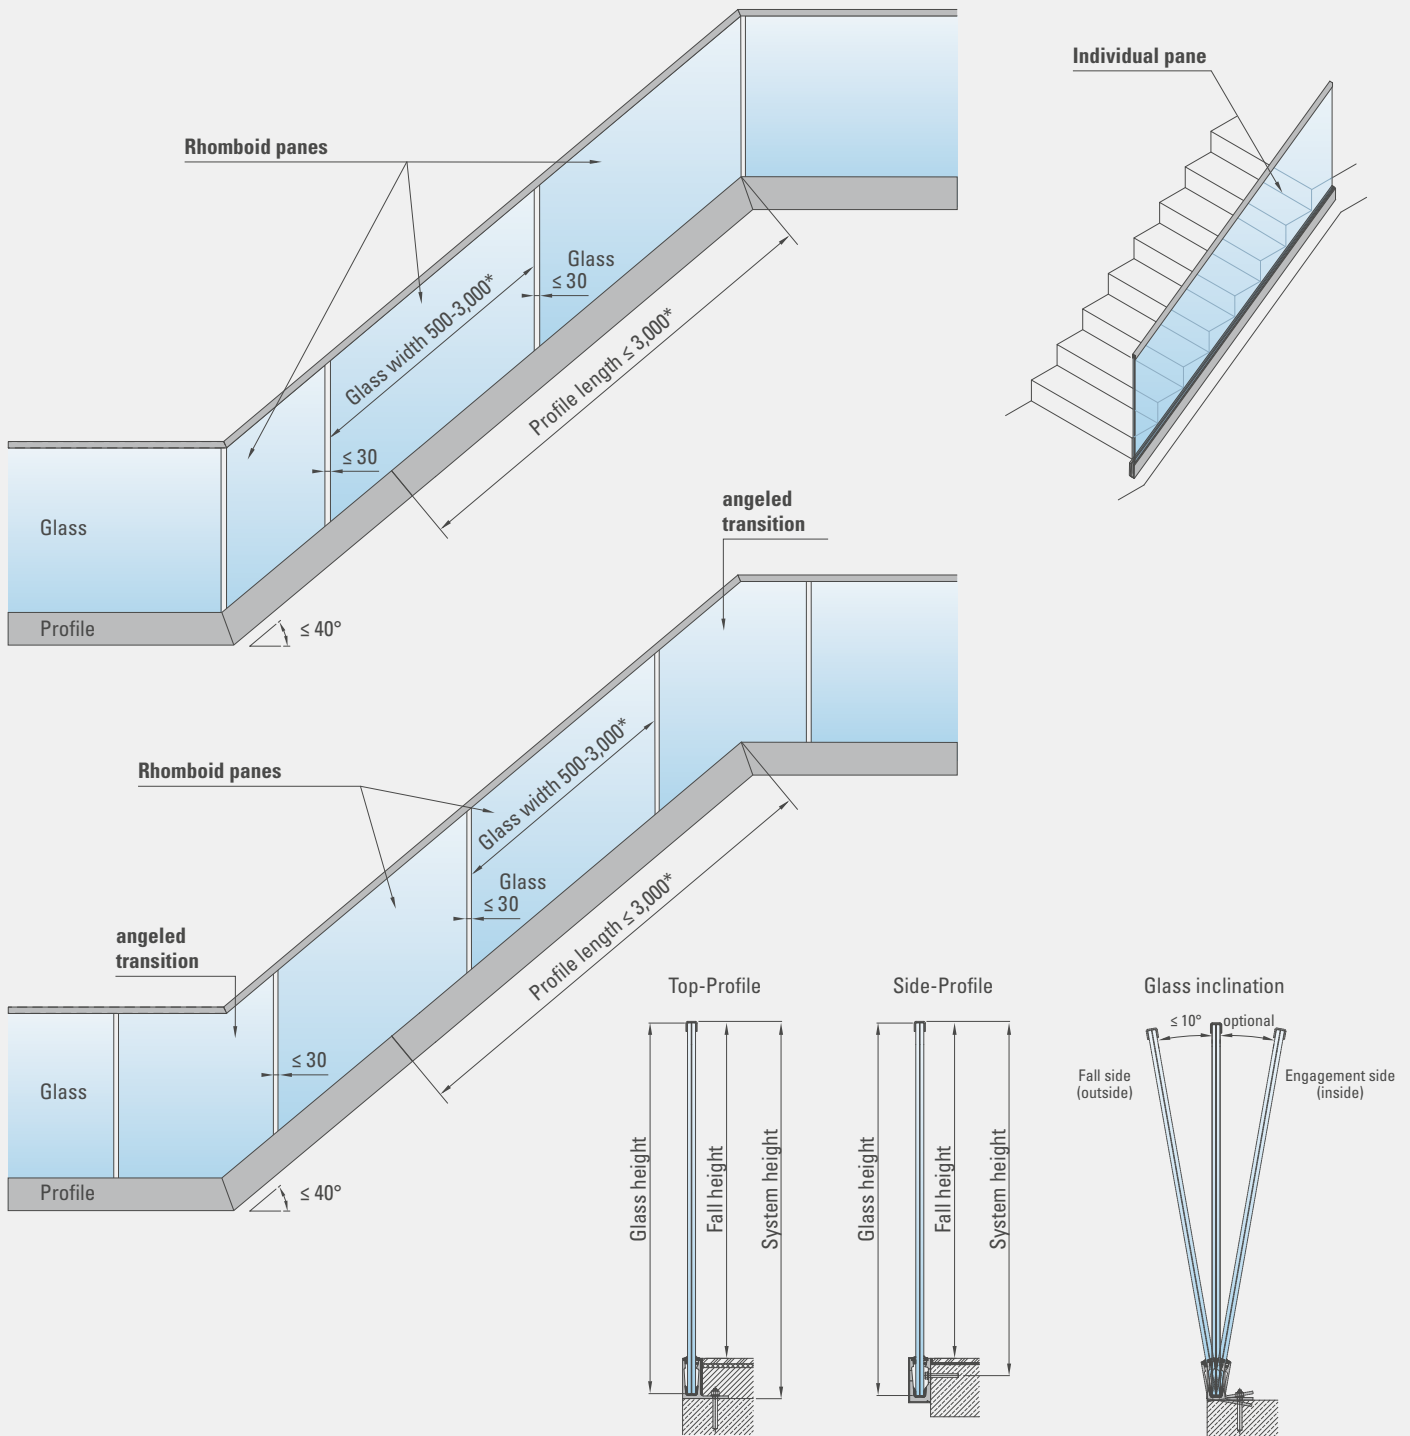 Individual pane
Rhomboid panes
Glass
≤ 30
Glass width 500-3,000*
Profile length ≤ 3,000*
≤ 30
Glass
Profile
≤ 40°
angeled
transition
Rhomboid panes
Glass width 500-3,000*
Glass
≤ 30
Profile length ≤ 3,000*
angeled
transition
≤ 30
Glass
Profile
≤ 40°
Top-Profile
Glass height
Fall height
System height
Side-Profile
Glass height
Fall height
System height
Glass inclination
≤ 10° optional
Fall side
(outside)
Engagement side
(inside)